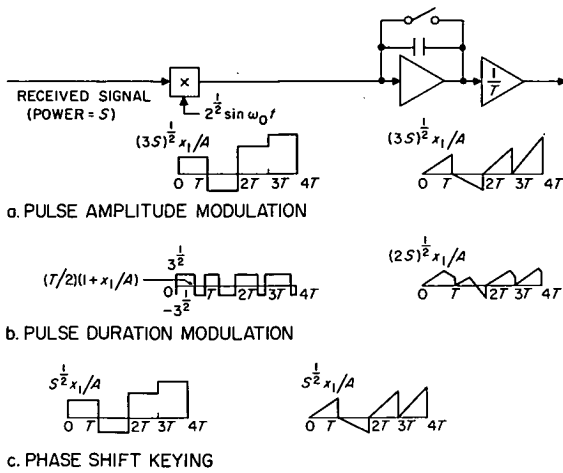 ×
1/T
RECEIVED SIGNAL
(POWER = S)
2^{1/2} sin ω₀t
(3S)^{1/2} x₁/A
0 T 2T 3T 4T
(3S)^{1/2} x₁/A
0 T 2T 3T 4T
a. PULSE AMPLITUDE MODULATION
(T/2)(1+x₁/A)
3^{1/2}
0 T 2T 3T 4T
-3^{1/2}
(2S)^{1/2} x₁/A
0 T 2T 3T 4T
b. PULSE DURATION MODULATION
S^{1/2} x₁/A
0 T 2T 3T 4T
S^{1/2} x₁/A
0 T 2T 3T 4T
c. PHASE SHIFT KEYING